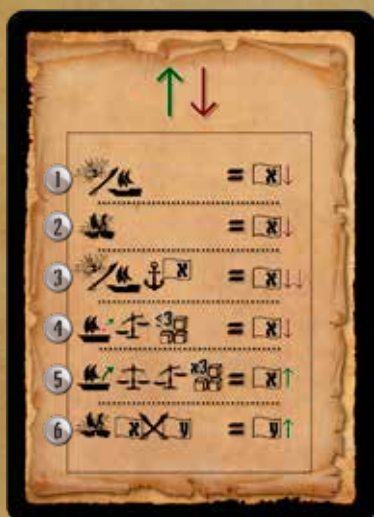 1 = x↓
2 = x↓
3 x = x↓↓
4 ≤3 = x↓
5 x3 = x↑
6 x y = y↑